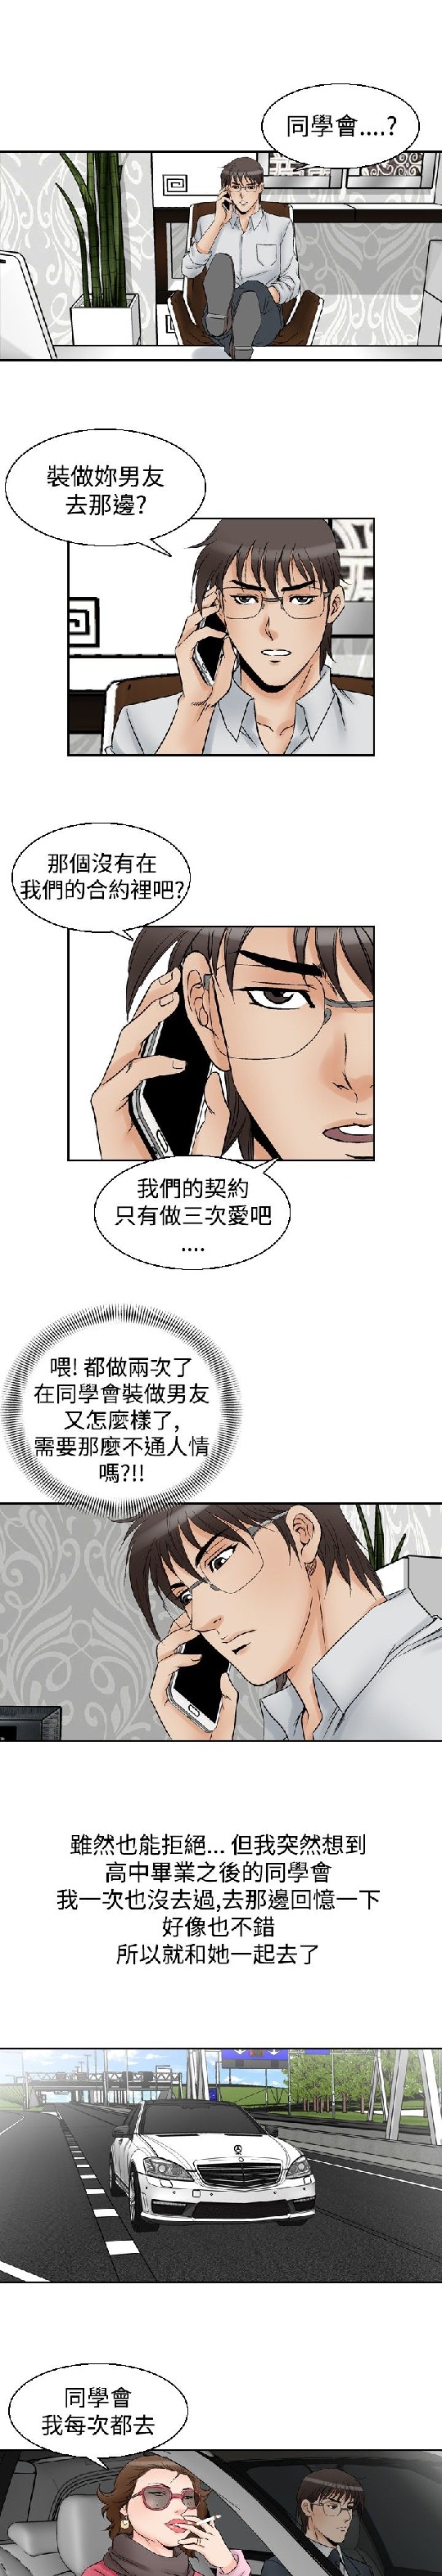 同學會....?
裝做妳男友
去那邊?
那個沒有在
我們的合約裡吧?
我們的契約
只有做三次愛吧
....
喂! 都做兩次了
在同學會裝做男友
又怎麼樣了,
需要那麼不通人情
嗎?!!
雖然也能拒絕... 但我突然想到
高中畢業之後的同學會
我一次也沒去過,去那邊回憶一下
好像也不錯
所以就和她一起去了
同學會
我每次都去